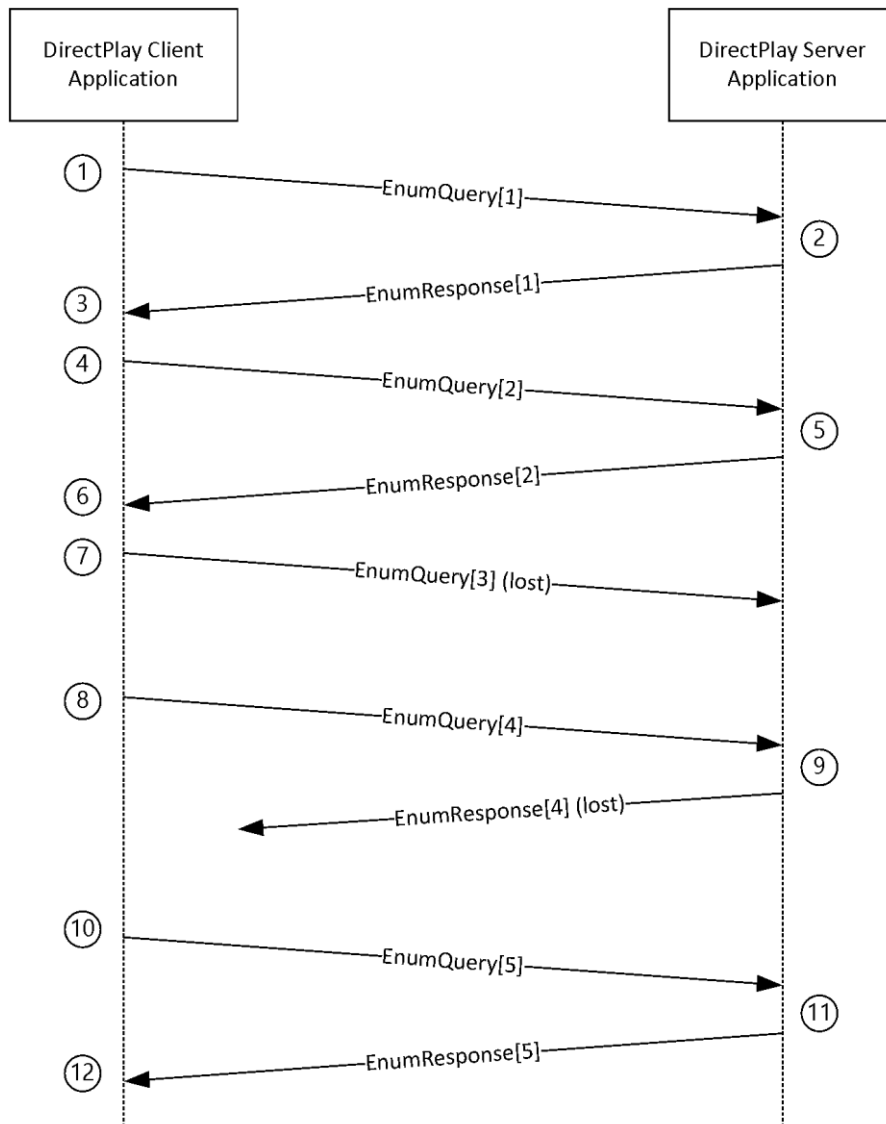 DirectPlay Client
Application
DirectPlay Server
Application
1
EnumQuery[1]
2
EnumResponse[1]
3
4
EnumQuery[2]
5
EnumResponse[2]
6
7
EnumQuery[3] (lost)
8
EnumQuery[4]
9
EnumResponse[4] (lost)
10
EnumQuery[5]
11
EnumResponse[5]
12